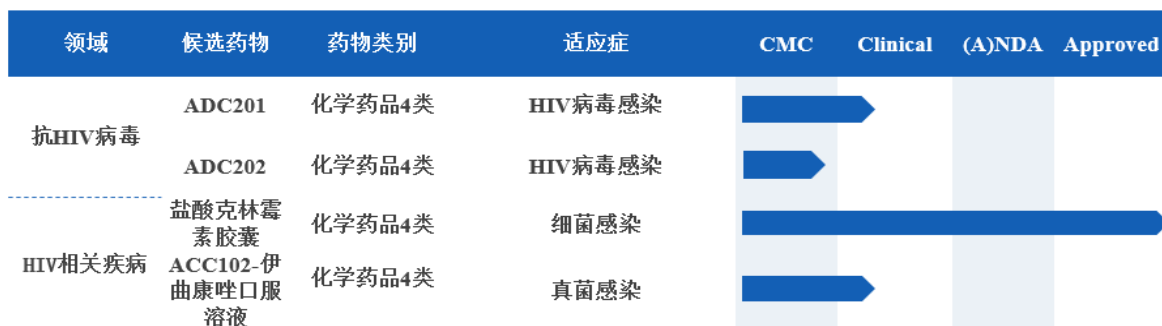 领域 候选药物 药物类别 适应症 CMC Clinical (A)NDA Approved
抗HIV病毒
ADC201 化学药品4类 HIV病毒感染
ADC202 化学药品4类 HIV病毒感染
HIV相关疾病
盐酸克林霉
素胶囊
化学药品4类 细菌感染
ACC102-伊
曲康唑口服
溶液
化学药品4类 真菌感染